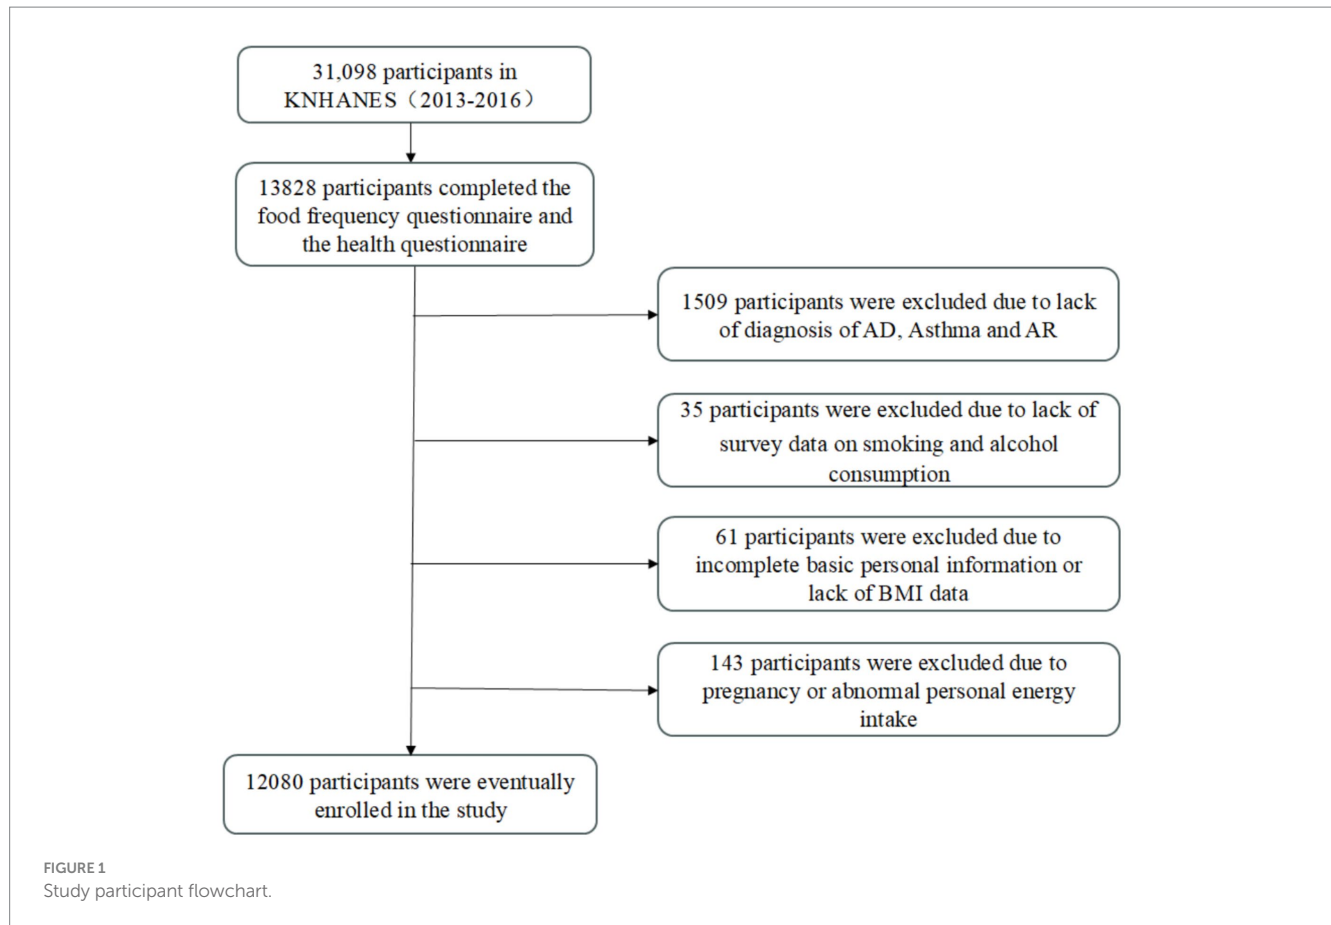 31,098 participants in
KNHANES（2013-2016）
13828 participants completed the
food frequency questionnaire and
the health questionnaire
1509 participants were excluded due to lack
of diagnosis of AD, Asthma and AR
35 participants were excluded due to lack of
survey data on smoking and alcohol
consumption
61 participants were excluded due to
incomplete basic personal information or
lack of BMI data
143 participants were excluded due to
pregnancy or abnormal personal energy
intake
12080 participants were eventually
enrolled in the study
FIGURE 1
Study participant flowchart.